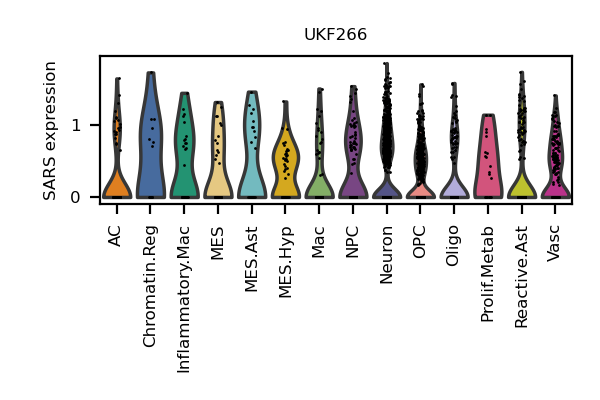 UKF266
SARS expression
1
0
AC
Chromatin.Reg
Inflammatory.Mac
MES
MES.Ast
MES.Hyp
Mac
NPC
Neuron
OPC
Oligo
Prolif.Metab
Reactive.Ast
Vasc